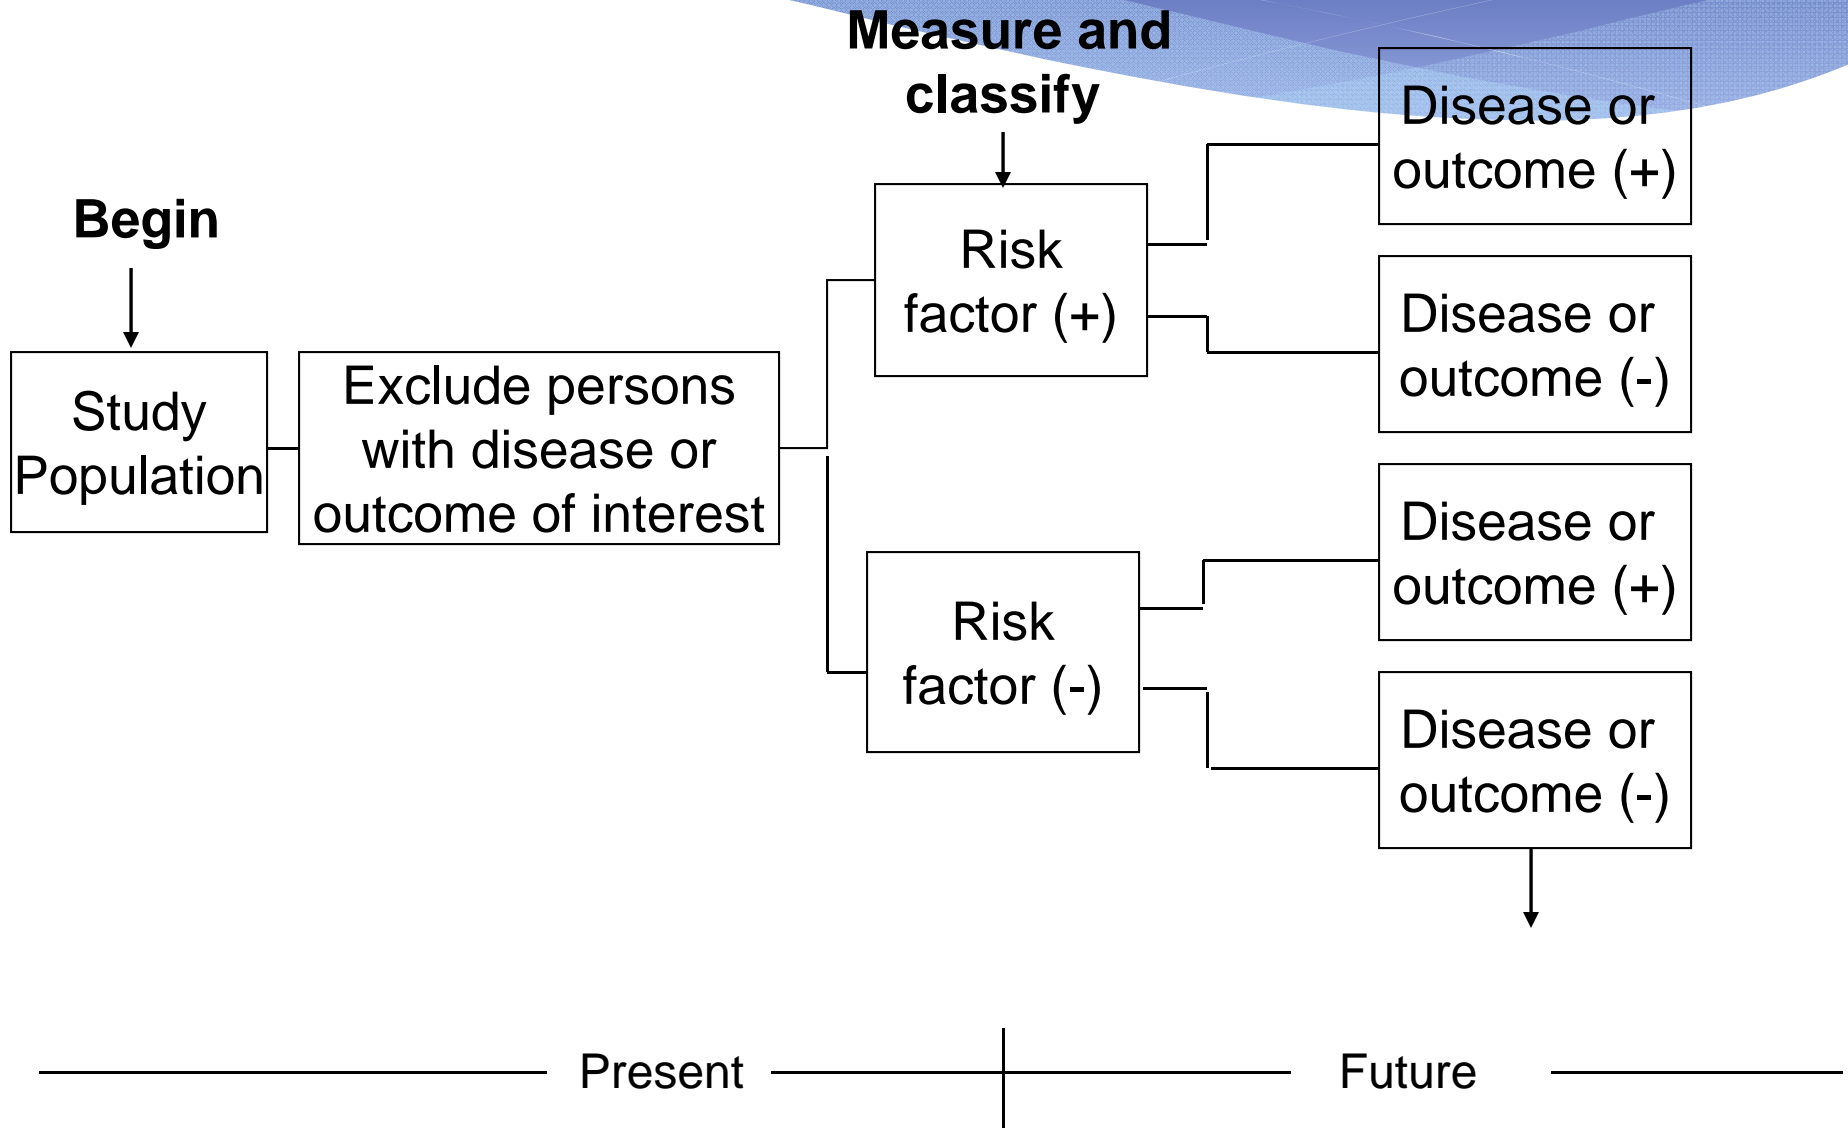 Measure and
classify
Begin
Study
Population
Exclude persons
with disease or
outcome of interest
Risk
factor (+)
Risk
factor (-)
Disease or
outcome (+)
Disease or
outcome (-)
Disease or
outcome (+)
Disease or
outcome (-)
Present
Future